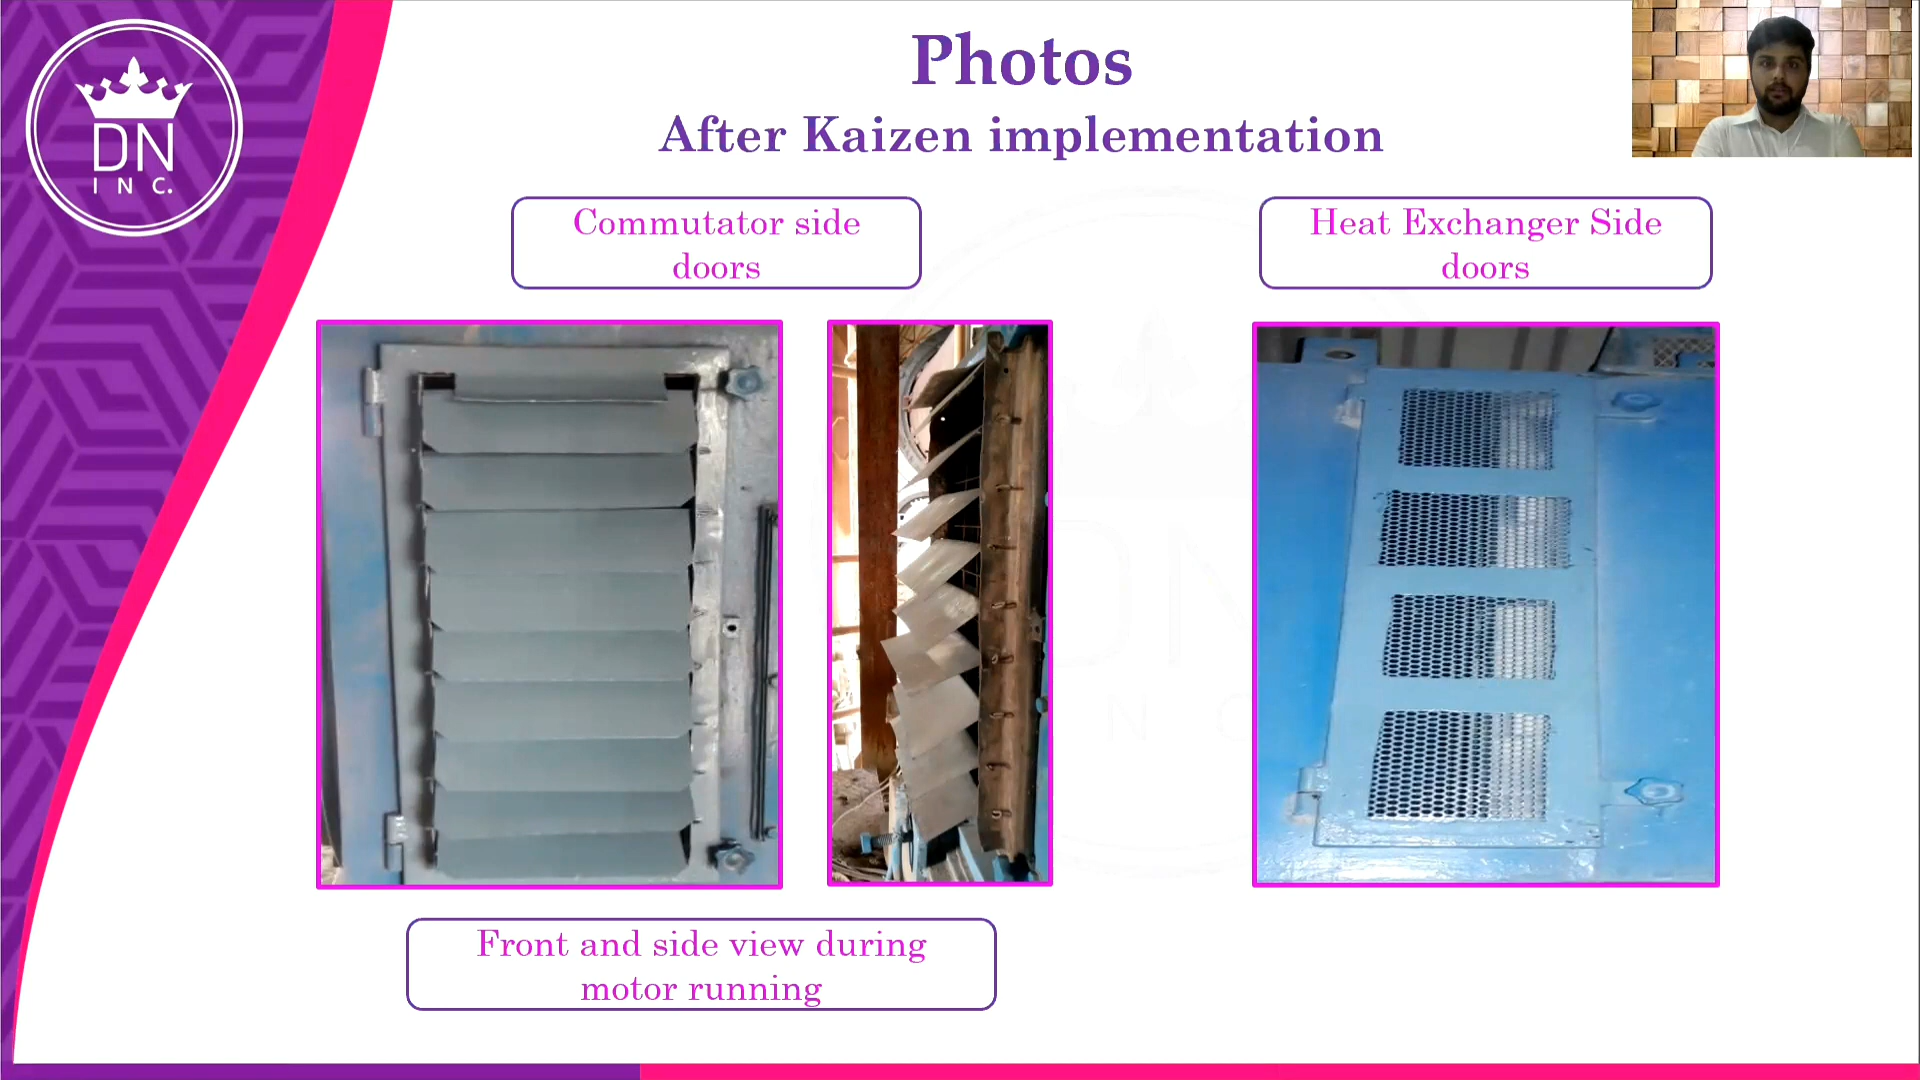 DN
INC.
Photos
After Kaizen implementation
Commutator side
doors
Heat Exchanger Side
doors
Front and side view during
motor running